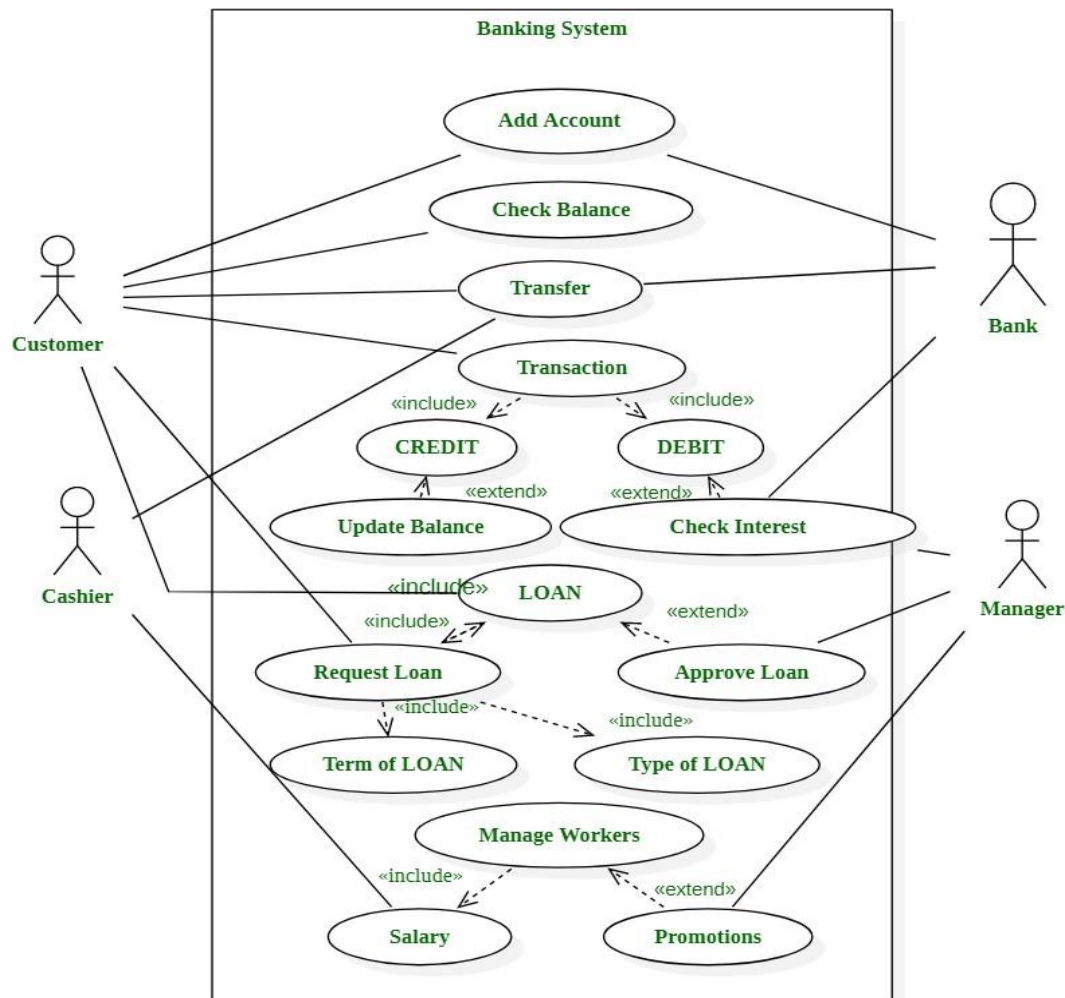 Banking System
Add Account
Check Balance
Transfer
Bank
Customer
Transaction
«include»
«include»
CREDIT
DEBIT
«extend»
«extend»
Update Balance
Check Interest
«include»
LOAN
Cashier
Manager
«include»
«extend»
Request Loan
Approve Loan
«include»
«include»
Term of LOAN
Type of LOAN
Manage Workers
«include»
«extend»
Salary
Promotions